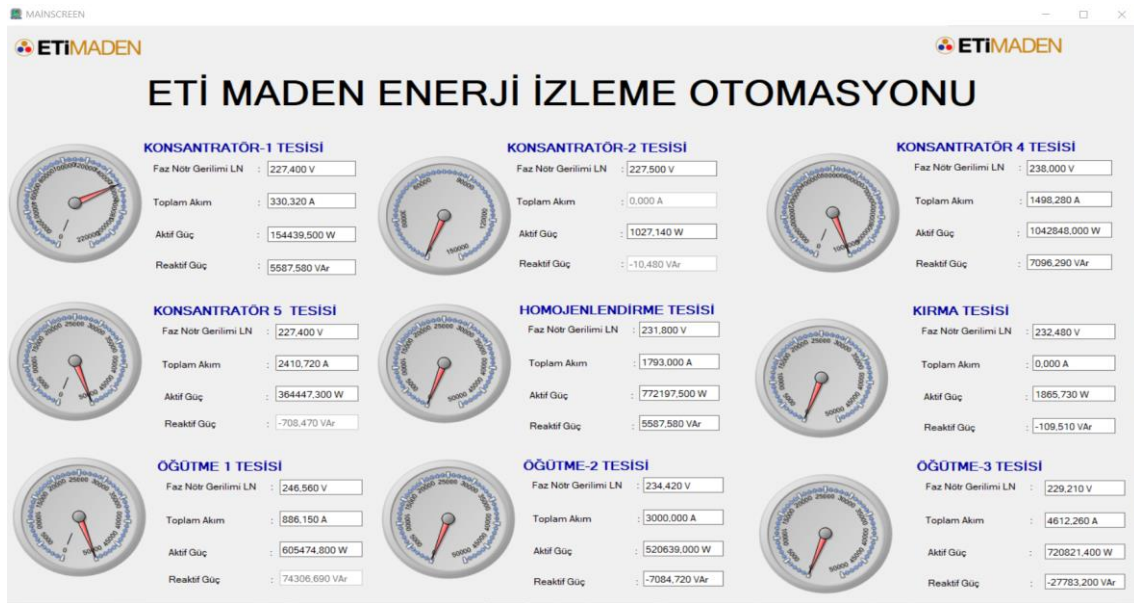 MAINSCREEN
ETiMADEN
ETiMADEN
ETİ MADEN ENERJİ İZLEME OTOMASYONU
KONSANTRATÖR-1 TESİSİ
Faz Nötr Gerilimi LN : 227,400 V
Toplam Akım : 330,320 A
Aktif Güç : 154439,500 W
Reaktif Güç : 5587,580 VAr
KONSANTRATÖR-2 TESİSİ
Faz Nötr Gerilimi LN : 227,500 V
Toplam Akım : 0,000 A
Aktif Güç : 1027,140 W
Reaktif Güç : -10,480 VAr
KONSANTRATÖR 4 TESİSİ
Faz Nötr Gerilimi LN : 238,000 V
Toplam Akım : 1498,280 A
Aktif Güç : 1042848,000 W
Reaktif Güç : 7096,290 VAr
KONSANTRATÖR 5 TESİSİ
Faz Nötr Gerilimi LN : 227,400 V
Toplam Akım : 2410,720 A
Aktif Güç : 364447,300 W
Reaktif Güç : -708,470 VAr
HOMOJENLENDİRME TESİSİ
Faz Nötr Gerilimi LN : 231,800 V
Toplam Akım : 1793,000 A
Aktif Güç : 772197,500 W
Reaktif Güç : 5587,580 VAr
KIRMA TESİSİ
Faz Nötr Gerilimi LN : 232,480 V
Toplam Akım : 0,000 A
Aktif Güç : 1865,730 W
Reaktif Güç : -109,510 VAr
ÖĞÜTME 1 TESİSİ
Faz Nötr Gerilimi LN : 246,560 V
Toplam Akım : 886,150 A
Aktif Güç : 605474,800 W
Reaktif Güç : 74306,690 VAr
ÖĞÜTME-2 TESİSİ
Faz Nötr Gerilimi LN : 234,420 V
Toplam Akım : 3000,000 A
Aktif Güç : 520639,000 W
Reaktif Güç : -7084,720 VAr
ÖĞÜTME-3 TESİSİ
Faz Nötr Gerilimi LN : 229,210 V
Toplam Akım : 4612,260 A
Aktif Güç : 720821,400 W
Reaktif Güç : -27783,200 VAr